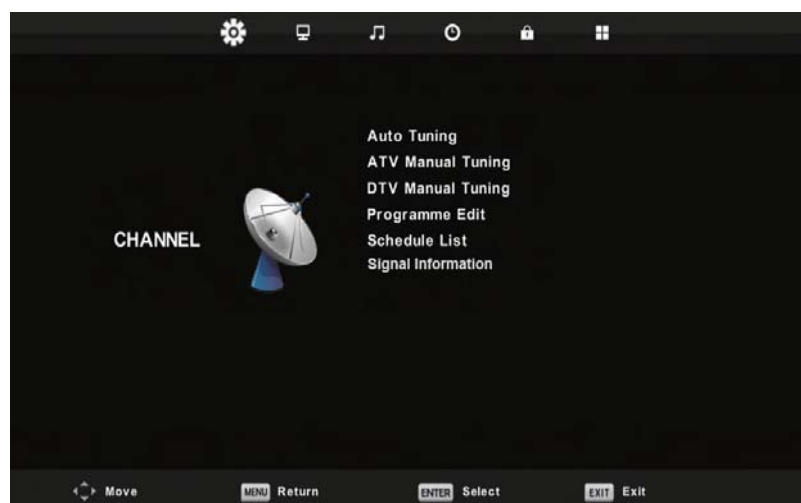 Auto Tuning
ATV Manual Tuning
DTV Manual Tuning
Programme Edit
CHANNEL
Schedule List
Signal Information
Move
MENU Return
ENTER Select
EXIT Exit